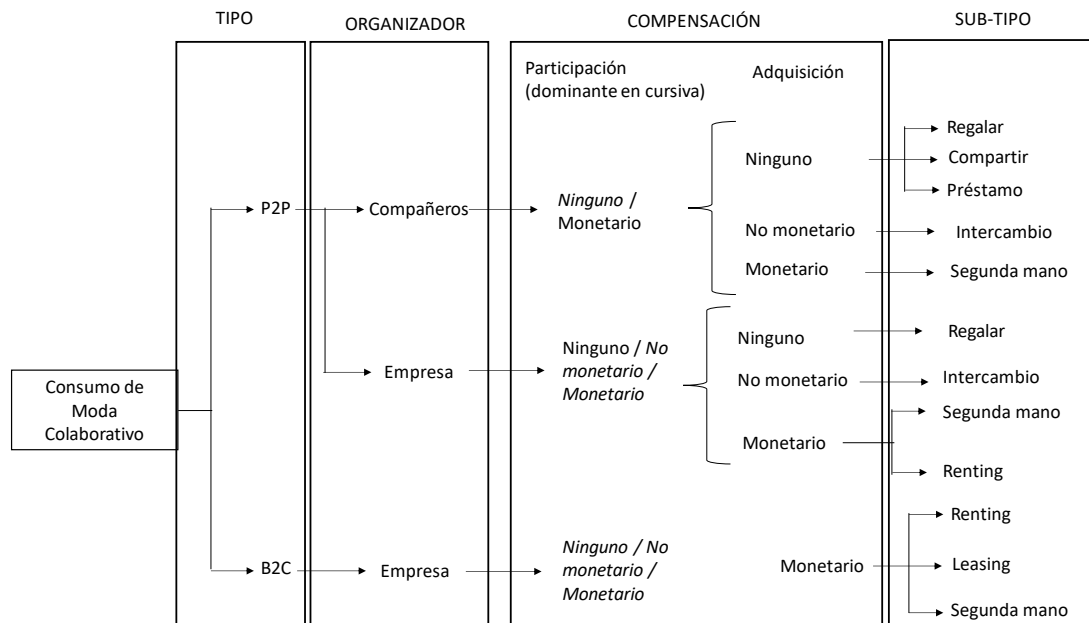 TIPO
ORGANIZADOR
COMPENSACIÓN
SUB-TIPO
Participación
(dominante en cursiva)
Adquisición
Regalar
Ninguno
Compartir
Préstamo
P2P
Compañeros
Ninguno /
Monetario
No monetario
Intercambio
Monetario
Segunda mano
Ninguno
Regalar
Empresa
Ninguno / No
monetario /
Monetario
No monetario
Intercambio
Consumo de
Moda
Colaborativo
Segunda mano
Monetario
Renting
Renting
B2C
Empresa
Ninguno / No
monetario /
Monetario
Monetario
Leasing
Segunda mano